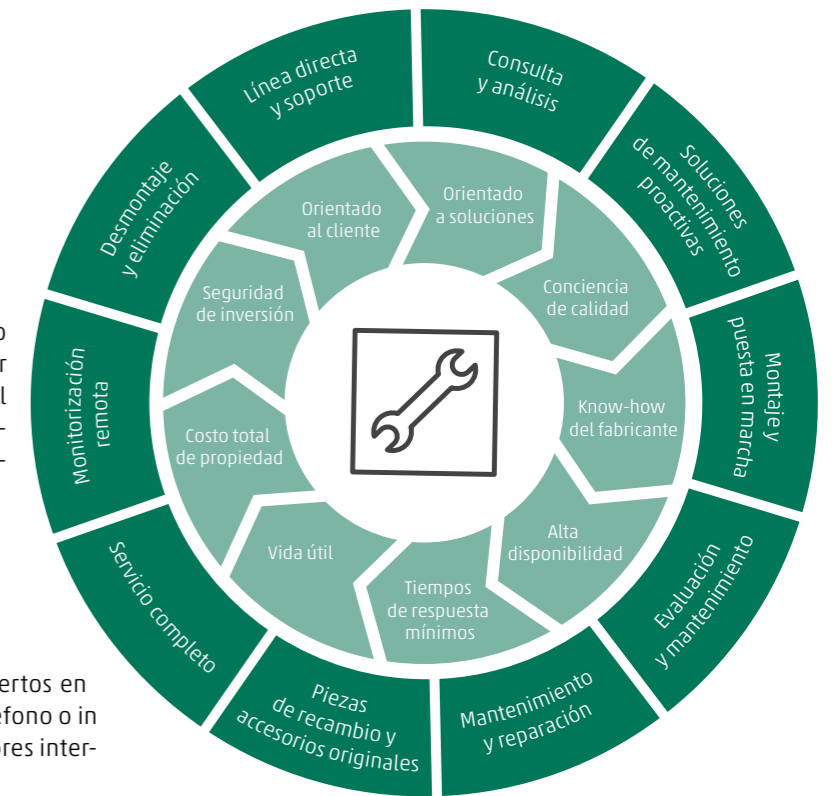 Línea directa
y soporte
Consulta
y análisis
Soluciones
de mantenimiento
proactivas
Montaje y
puesta en marcha
Evaluación
y mantenimiento
Mantenimiento
y reparación
Piezas
de recambio y
accesorios originales
Servicio completo
Monitorización
remota
Desmontaje
y eliminación
Orientado
al cliente
Orientado
a soluciones
Conciencia
de calidad
Know-how
del fabricante
Alta
disponibilidad
Tiempos
de respuesta
mínimos
Vida útil
Costo total
de propiedad
Seguridad
de inversión
o
r
l
-
-
ertos en
éfono o in
ores inter-